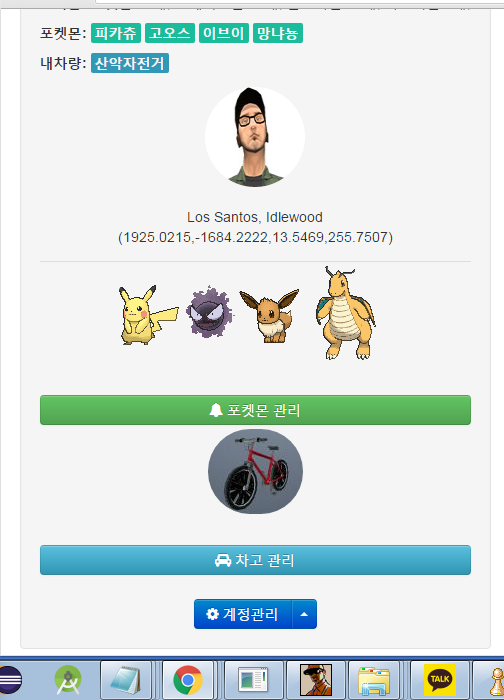 포켓몬: 피카츄 고오스 이브이 망나뇽
내차량: 산악자전거
Los Santos, Idlewood
(1925.0215,-1684.2222,13.5469,255.7507)
포켓몬 관리
차고 관리
계정관리
TALK